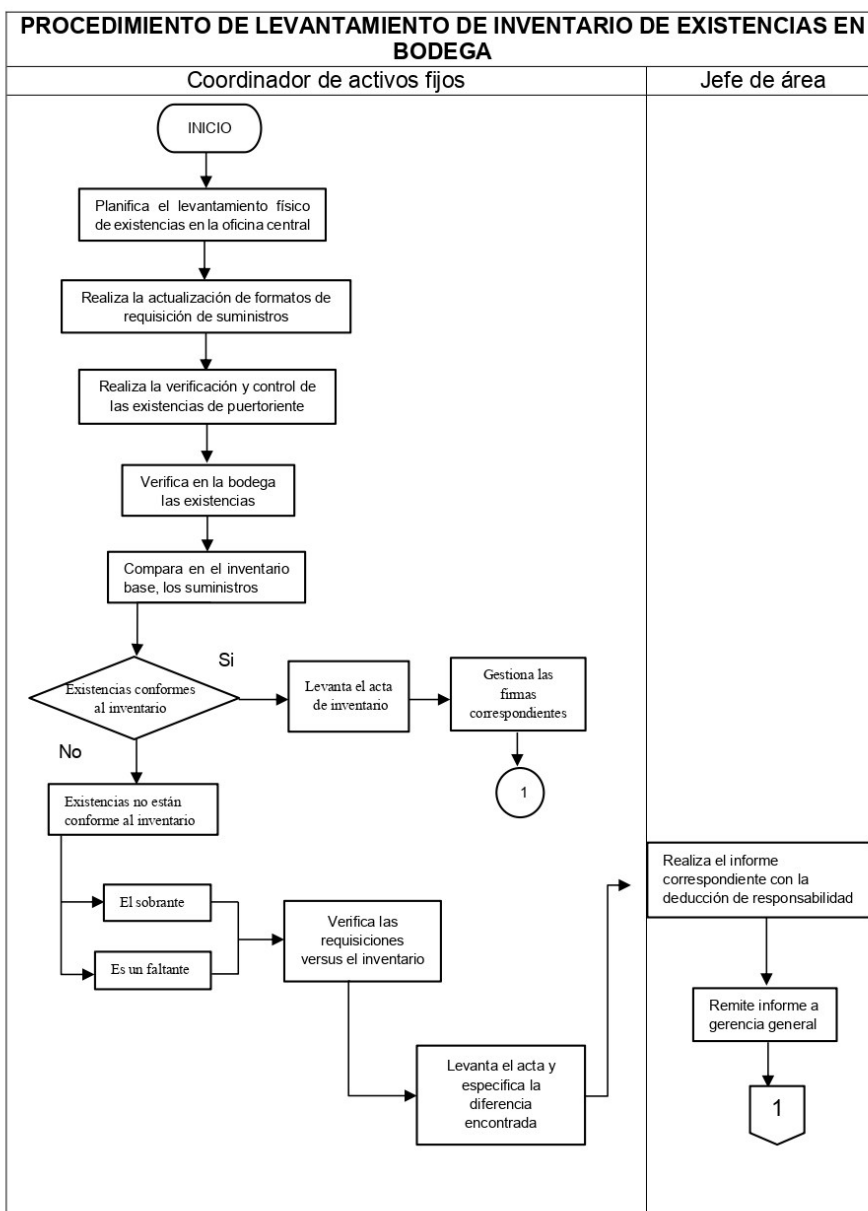 PROCEDIMIENTO DE LEVANTAMIENTO DE INVENTARIO DE EXISTENCIAS EN
BODEGA
Coordinador de activos fijos
Jefe de área
INICIO
Planifica el levantamiento físico
de existencias en la oficina central
Realiza la actualización de formatos de
requisición de suministros
Realiza la verificación y control de
las existencias de puertoriente
Verifica en la bodega
las existencias
Compara en el inventario
base, los suministros
Existencias conformes
al inventario
Si
Levanta el acta
de inventario
Gestiona las
firmas
correspondientes
1
No
Existencias no están
conforme al inventario
El sobrante
Es un faltante
Verifica las
requisiciones
versus el inventario
Levanta el acta y
especifica la
diferencia
encontrada
Realiza el informe
correspondiente con la
deducción de responsabilidad
Remite informe a
gerencia general
1